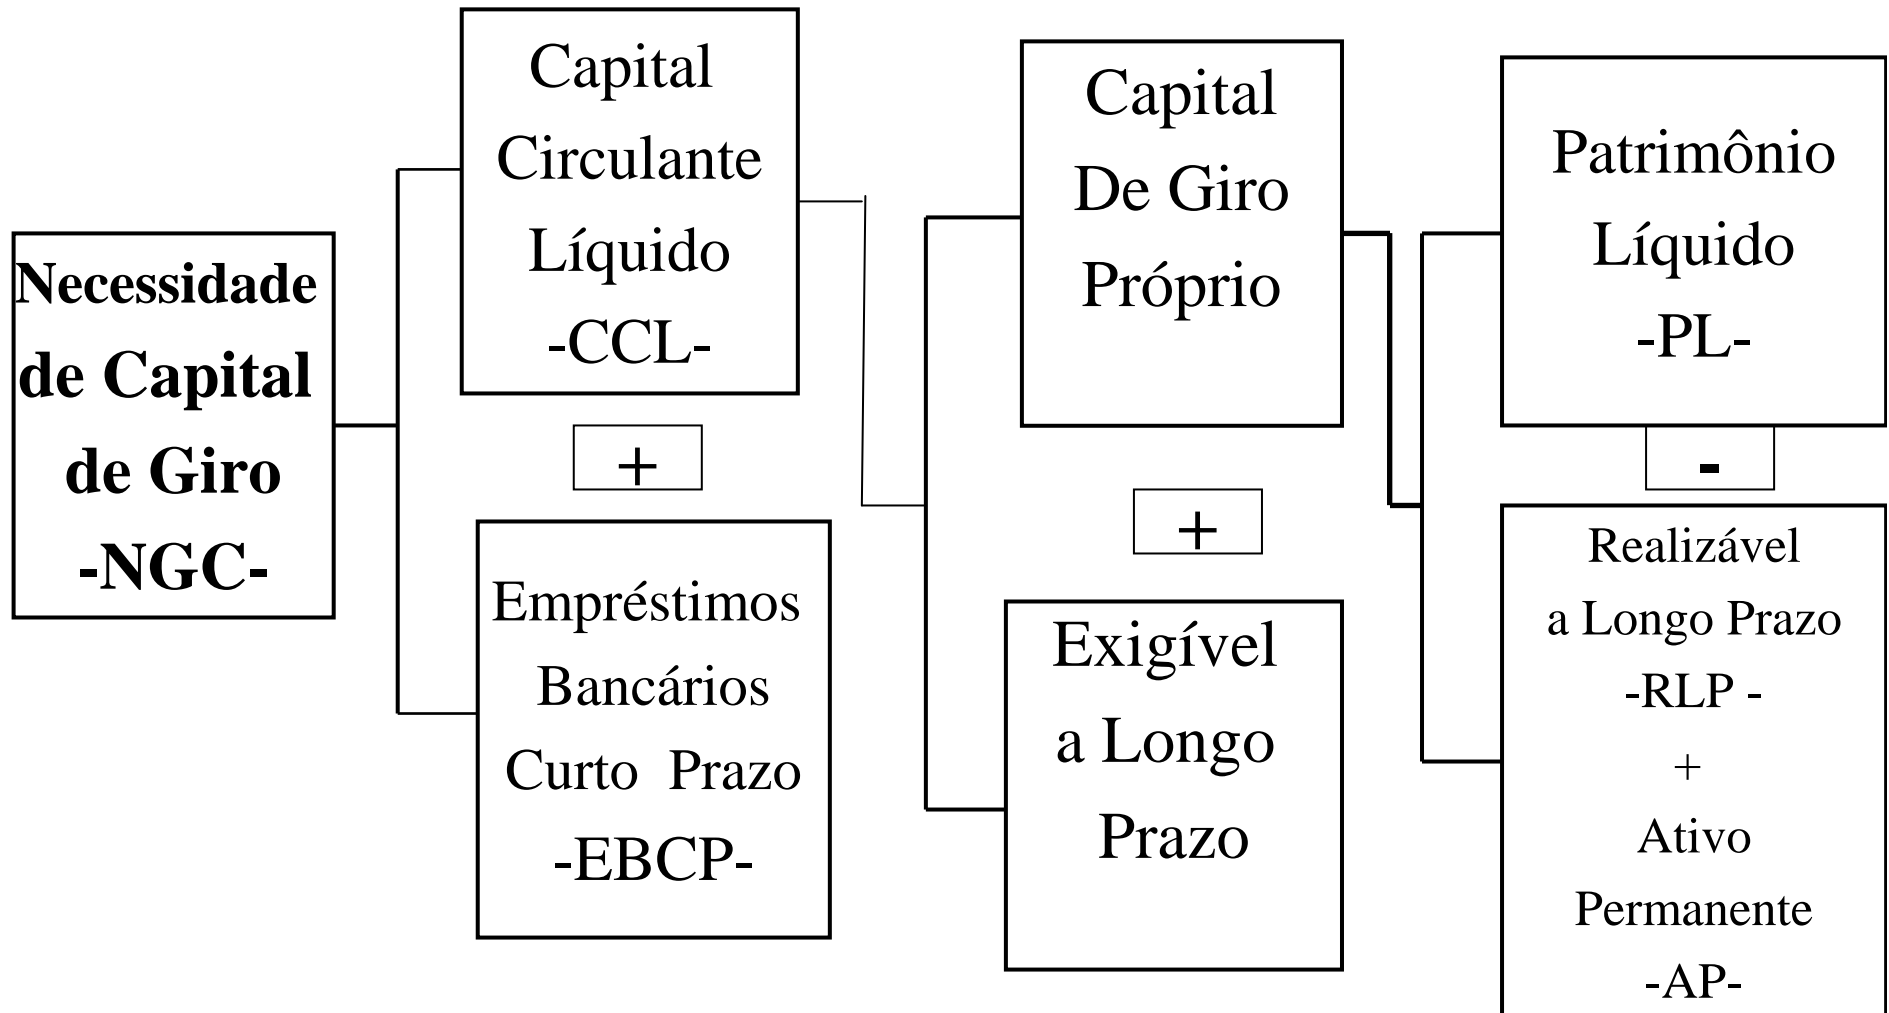 Necessidade
de Capital
de Giro
-NGC-
Capital
Circulante
Líquido
-CCL-
+
Empréstimos
Bancários
Curto Prazo
-EBCP-
Capital
De Giro
Próprio
+
Exigível
a Longo
Prazo
Patrimônio
Líquido
-PL-
-
Realizável
a Longo Prazo
-RLP -
+
Ativo
Permanente
-AP-